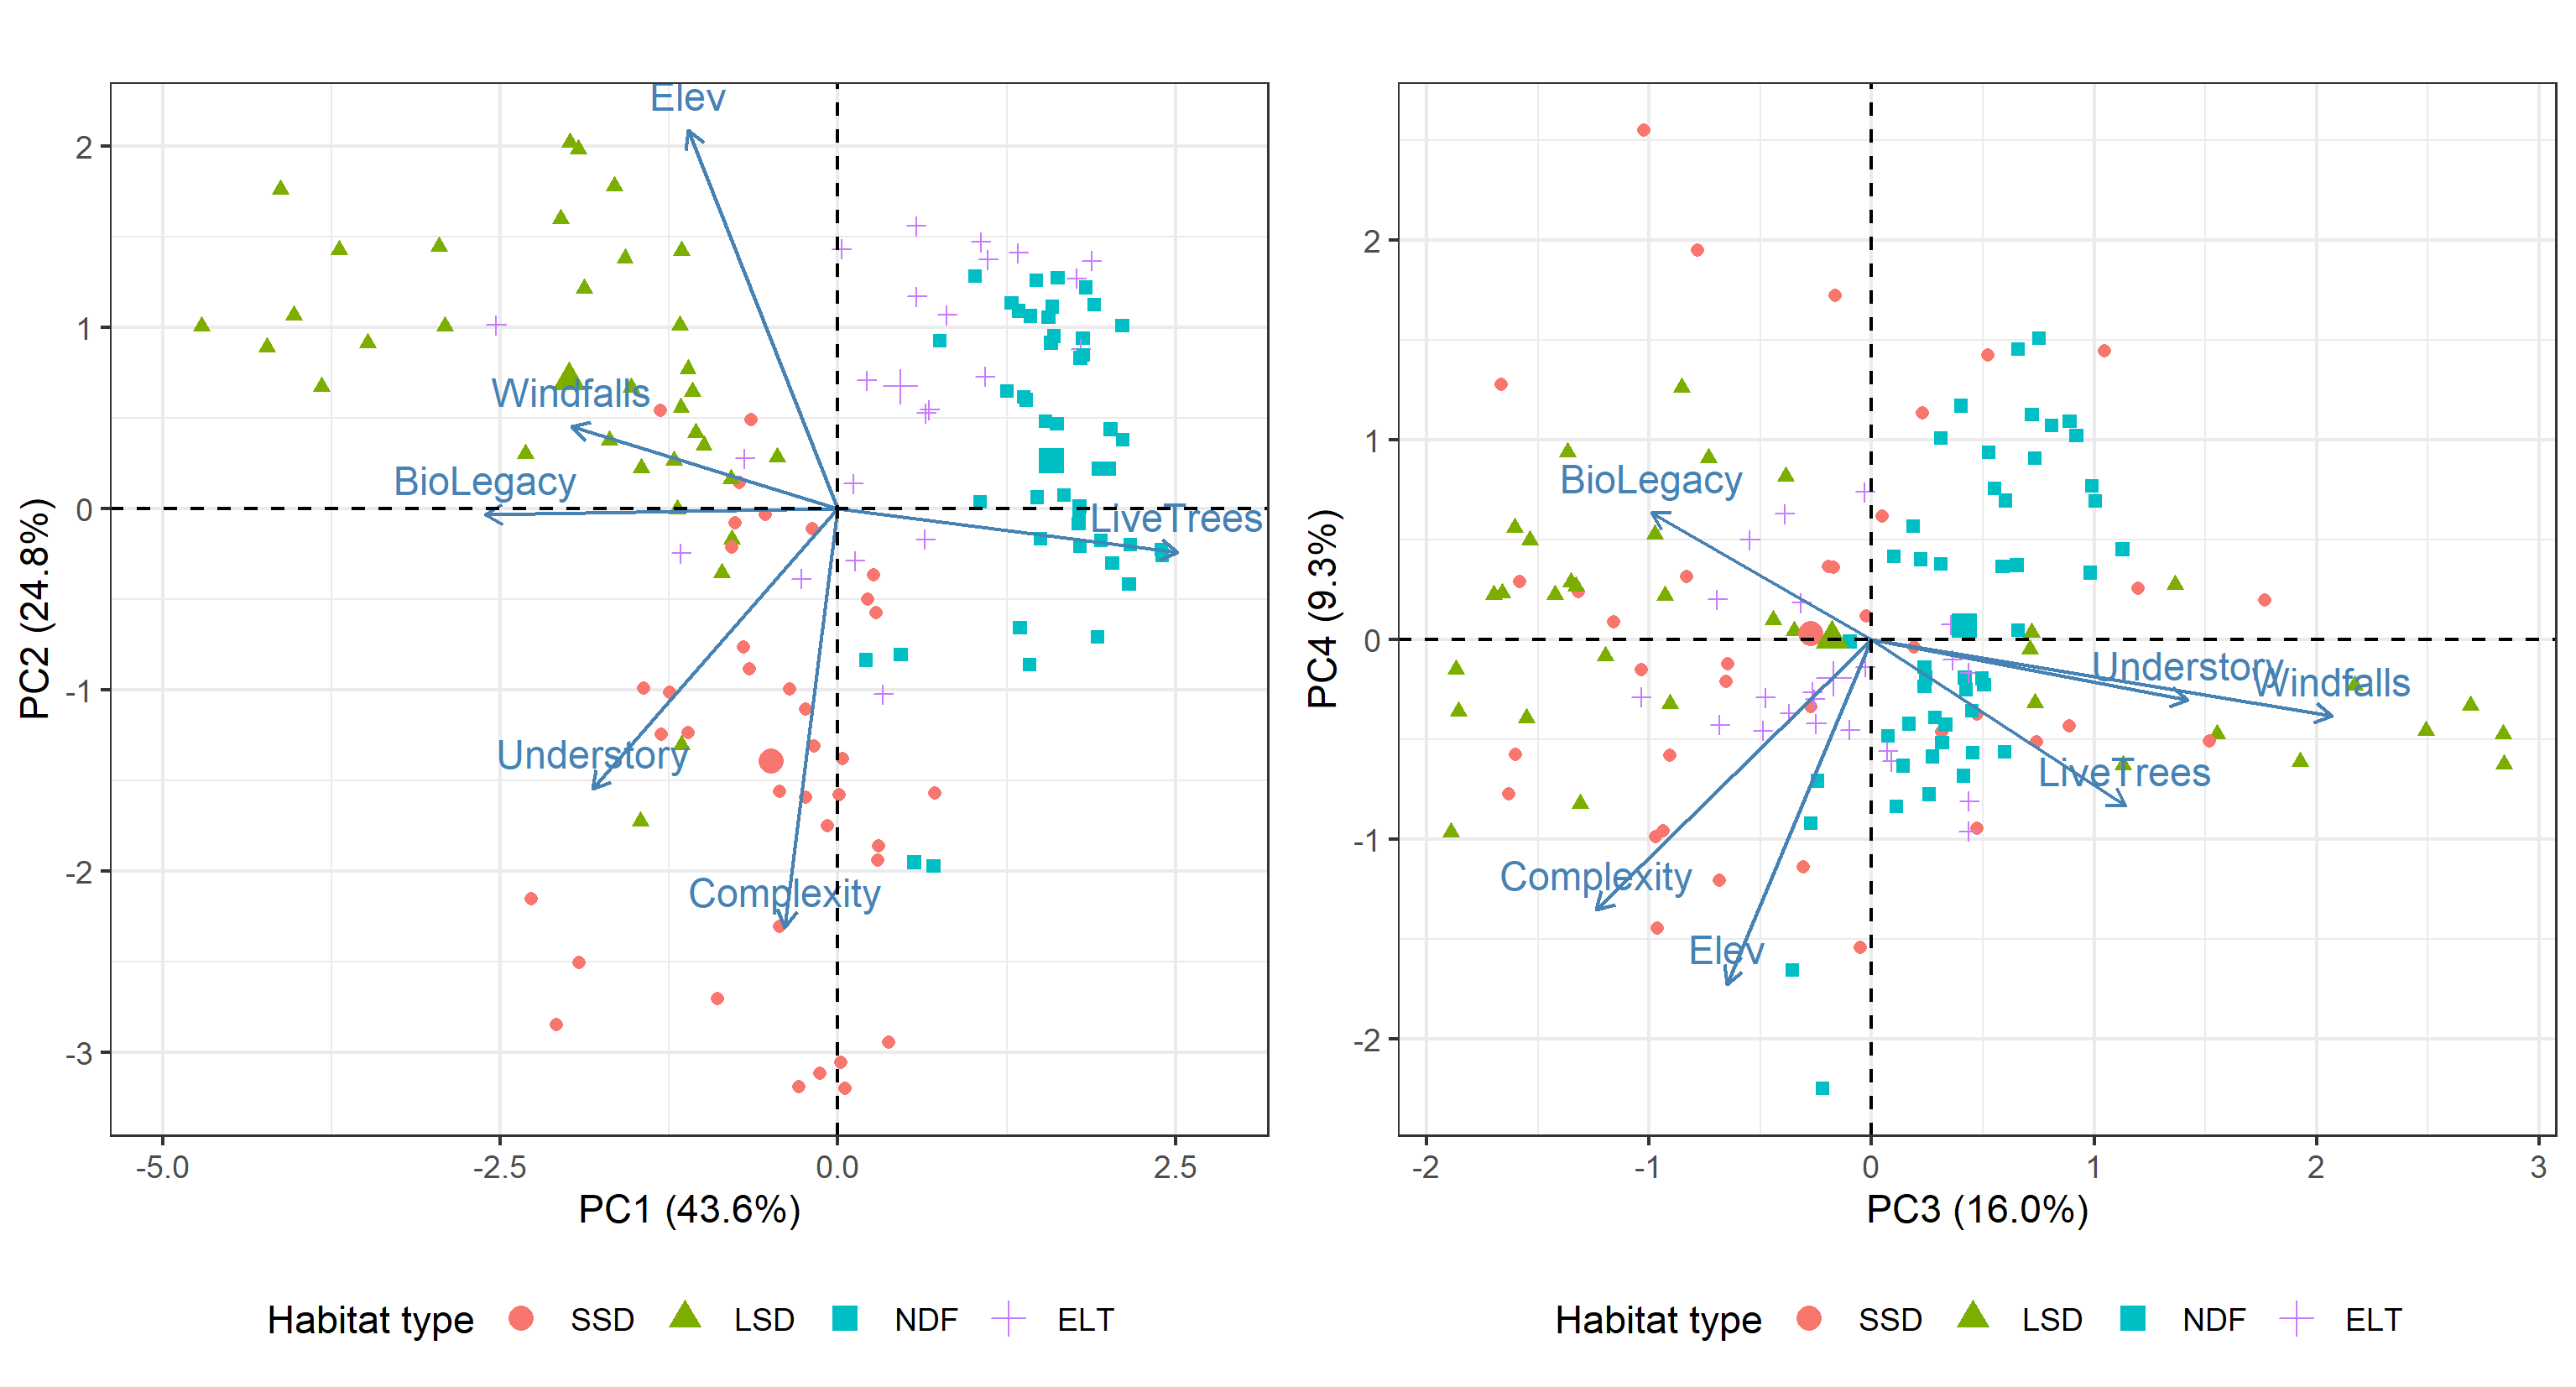 Elev
Windfalls
BioLegacy
LiveTrees
Understory
Complexity
2
1
0
-1
-2
-3
PC2 (24.8%)
-5.0 -2.5 0.0 2.5
PC1 (43.6%)
Habitat type SSD LSD NDF ELT
BioLegacy
Understory
Windfalls
LiveTrees
Complexity
Elev
2
1
0
-1
-2
PC4 (9.3%)
-2 -1 0 1 2 3
PC3 (16.0%)
Habitat type SSD LSD NDF ELT